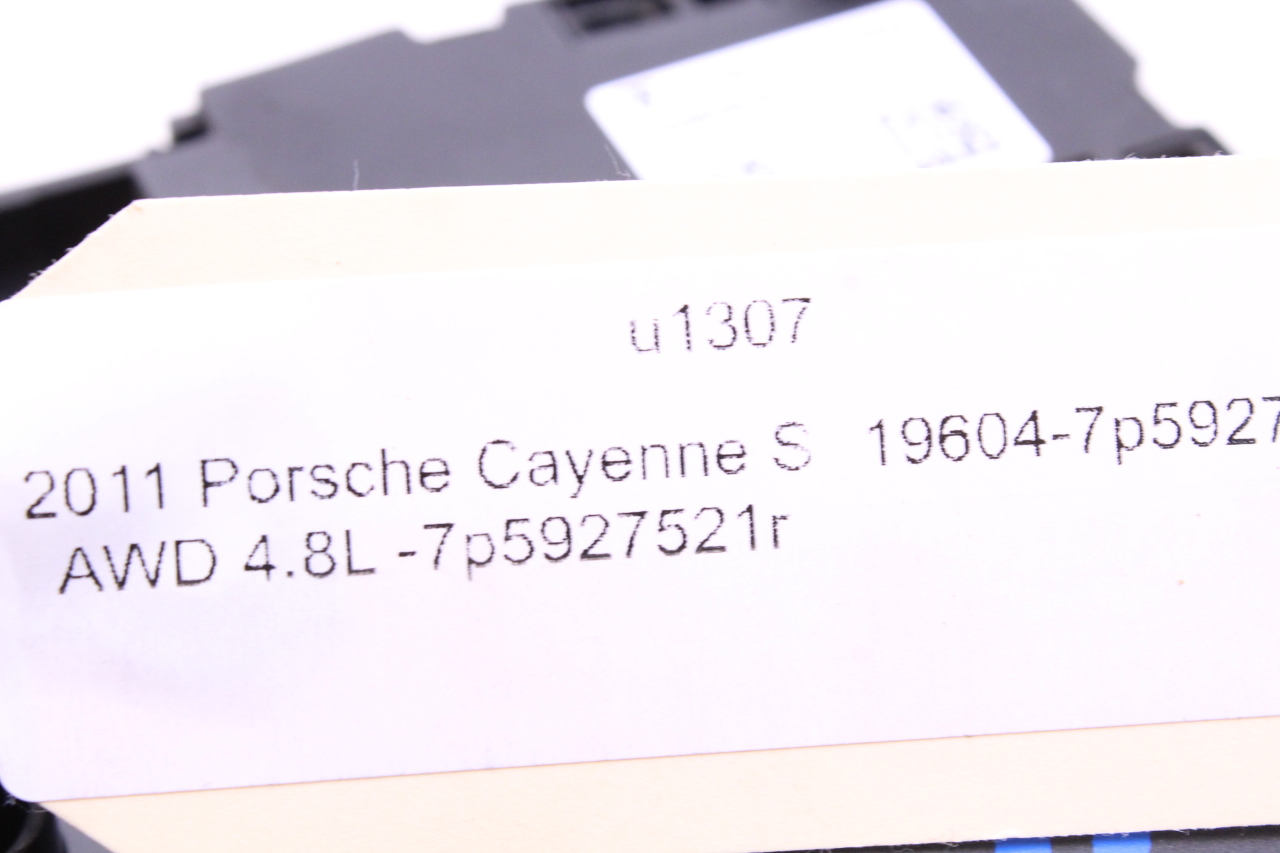 u1307
2011 Porsche Cayenne S 19604-7p5927
AWD 4.8L -7p5927521r